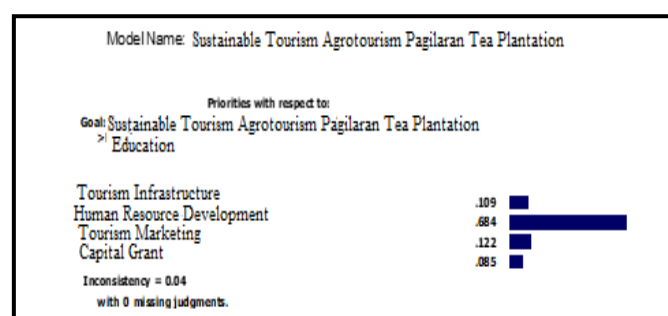 Model Name: Sustainable Tourism Agrotourism Pagilaran Tea Plantation
Priorities with respect to:
Goal: Sustainable Tourism Agrotourism Pagilaran Tea Plantation
>| Education
Tourism Infrastructure .109
Human Resource Development .684
Tourism Marketing .122
Capital Grant .085
Inconsistency = 0.04
with 0 missing judgments.